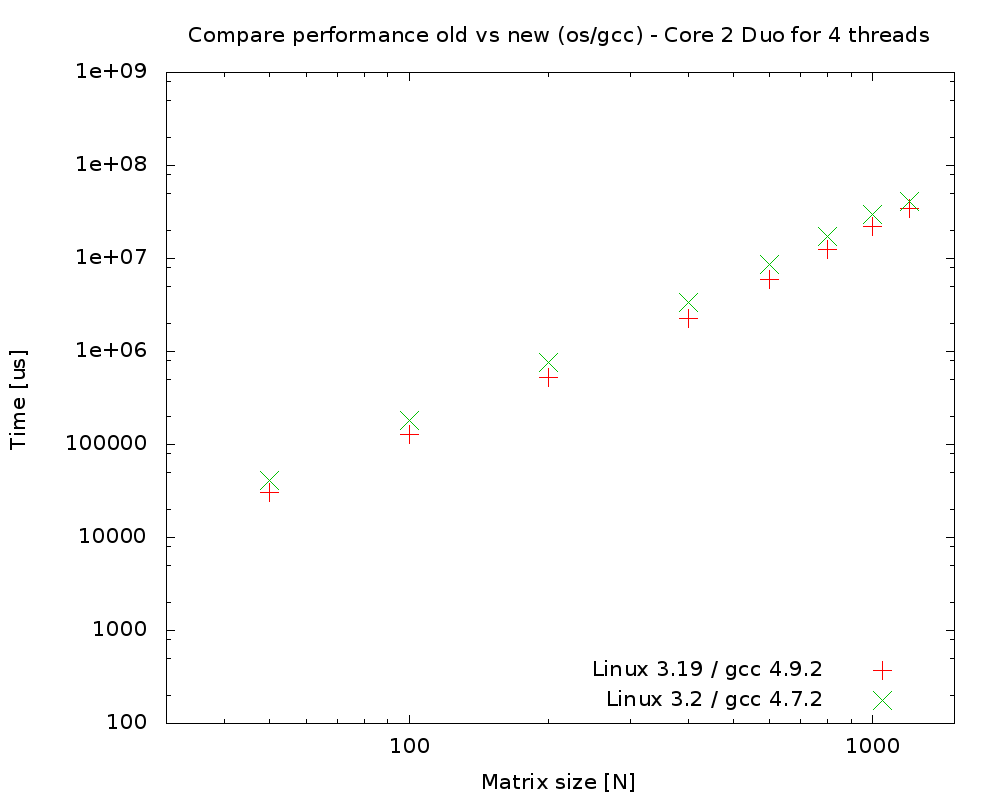 Compare performance old vs new (os/gcc) - Core 2 Duo for 4 threads
1e+09
1e+08
1e+07
1e+06
100000
10000
1000
100
Time [us]
Linux 3.19 / gcc 4.9.2
Linux 3.2 / gcc 4.7.2
100
1000
Matrix size [N]